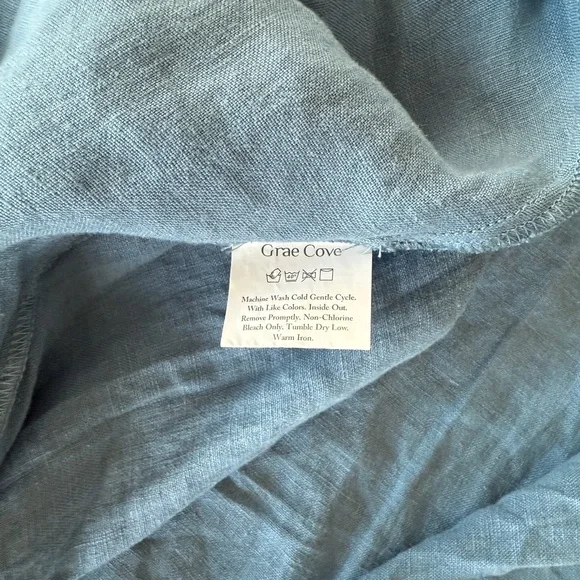 Grae Cove
Machine Wash Cold Gentle Cycle.
With Like Colors. Inside Out.
Remove Promptly. Non-Chlorine
Bleach Only. Tumble Dry Low.
Warm Iron.